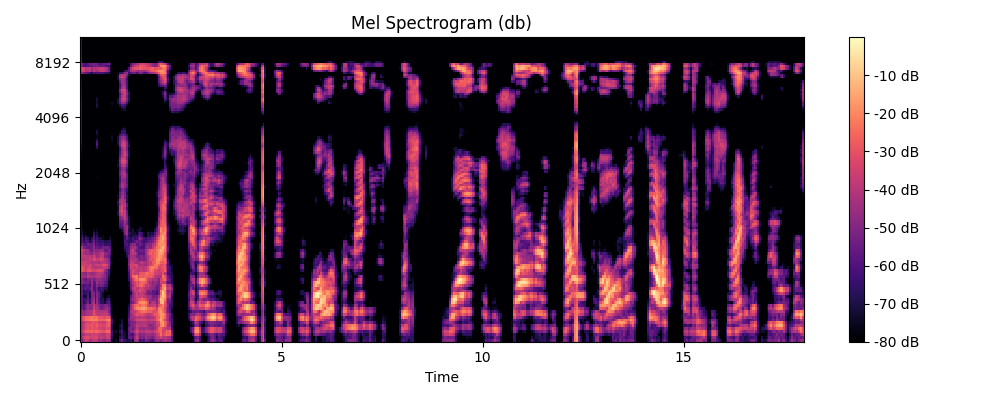 Mel Spectrogram (db)
8192
4096
2048
1024
512
0
Hz
0 5 10 15
Time
-10 dB
-20 dB
-30 dB
-40 dB
-50 dB
-60 dB
-70 dB
-80 dB